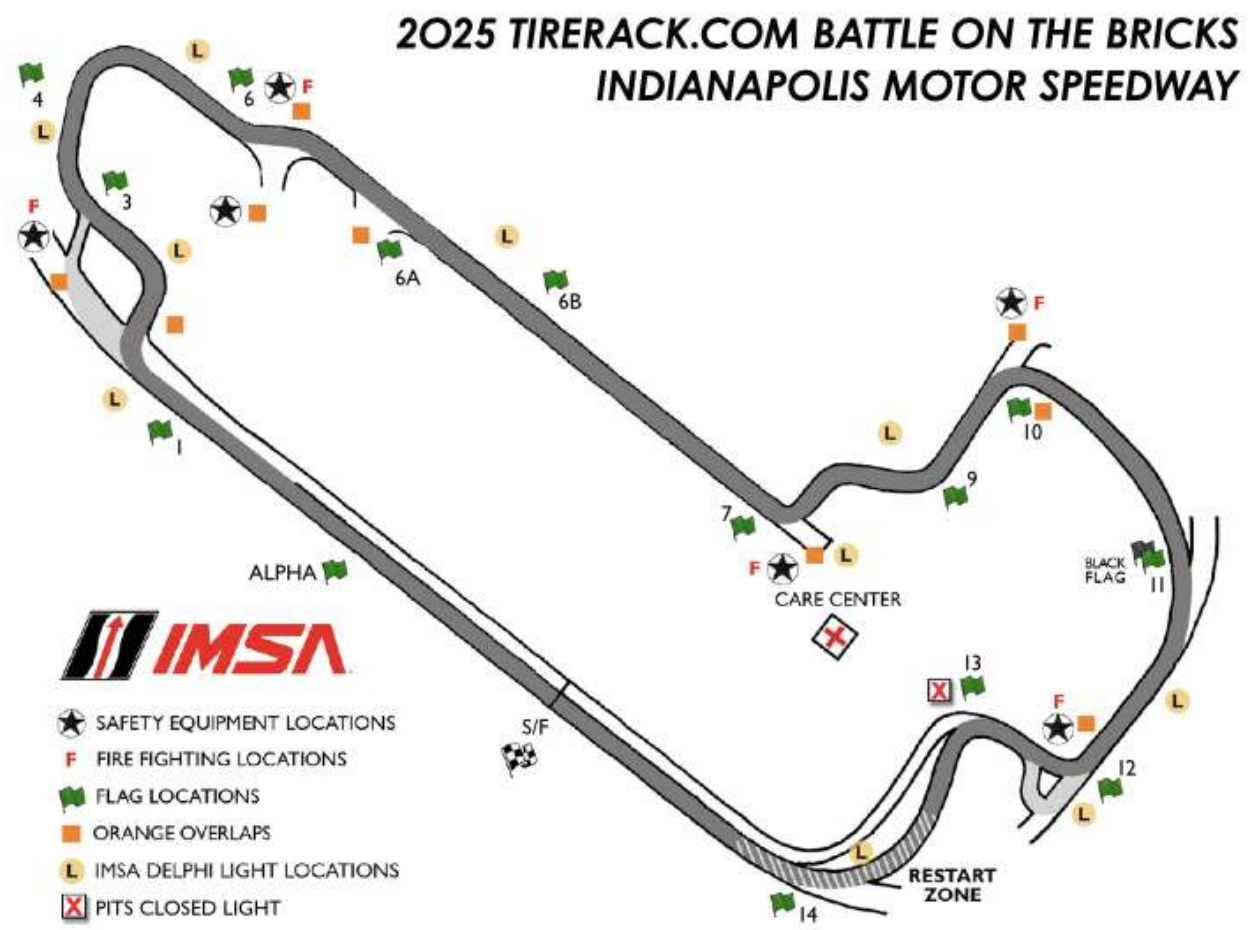 2025 TIRERACK.COM BATTLE ON THE BRICKS
INDIANAPOLIS MOTOR SPEEDWAY
L
4
6
F
L
3
F
L
L
6A
6B
F
L
L
1
10
9
7
F
L
ALPHA
BLACK
FLAG
11
CARE CENTER
IMSA
13
X
F
L
S/F
12
L
L
RESTART
ZONE
14
SAFETY EQUIPMENT LOCATIONS
F FIRE FIGHTING LOCATIONS
FLAG LOCATIONS
ORANGE OVERLAPS
L IMSA DELPHI LIGHT LOCATIONS
X PITS CLOSED LIGHT